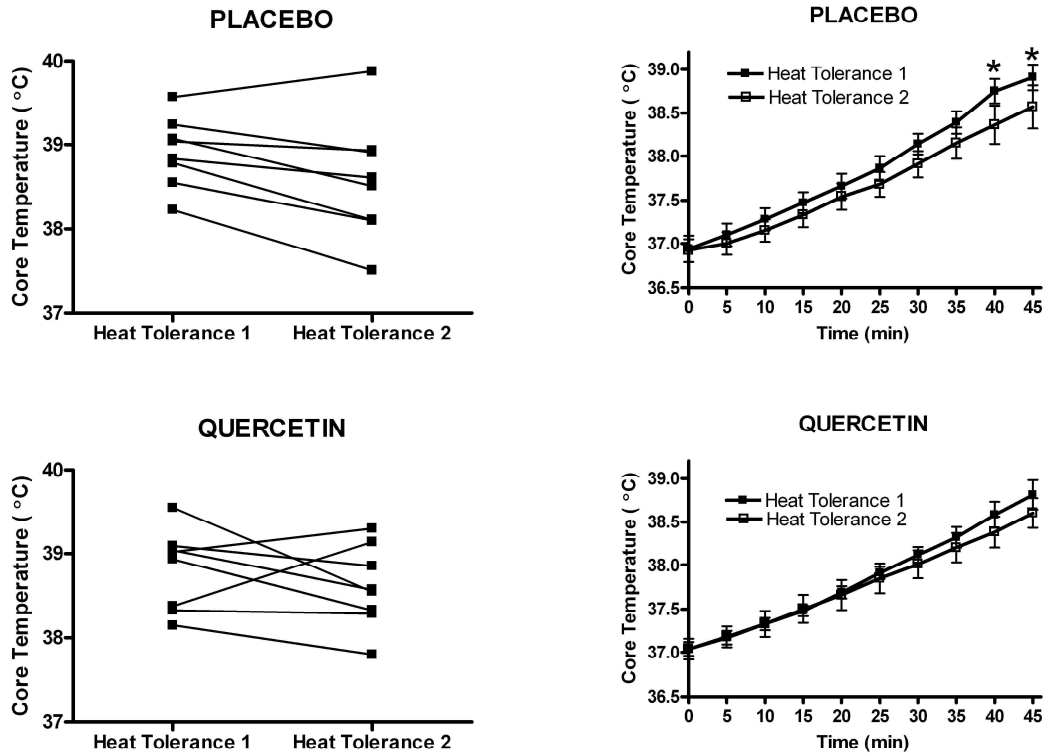 PLACEBO
Core Temperature ( °C)
40
39
38
37
Heat Tolerance 1 Heat Tolerance 2
PLACEBO
Core Temperature ( °C)
39.0
38.5
38.0
37.5
37.0
36.5
Heat Tolerance 1
Heat Tolerance 2
* *
0 5 10 15 20 25 30 35 40 45
Time (min)
QUERCETIN
Core Temperature ( °C)
40
39
38
37
Heat Tolerance 1 Heat Tolerance 2
QUERCETIN
Core Temperature ( °C)
39.0
38.5
38.0
37.5
37.0
36.5
Heat Tolerance 1
Heat Tolerance 2
0 5 10 15 20 25 30 35 40 45
Time (min)